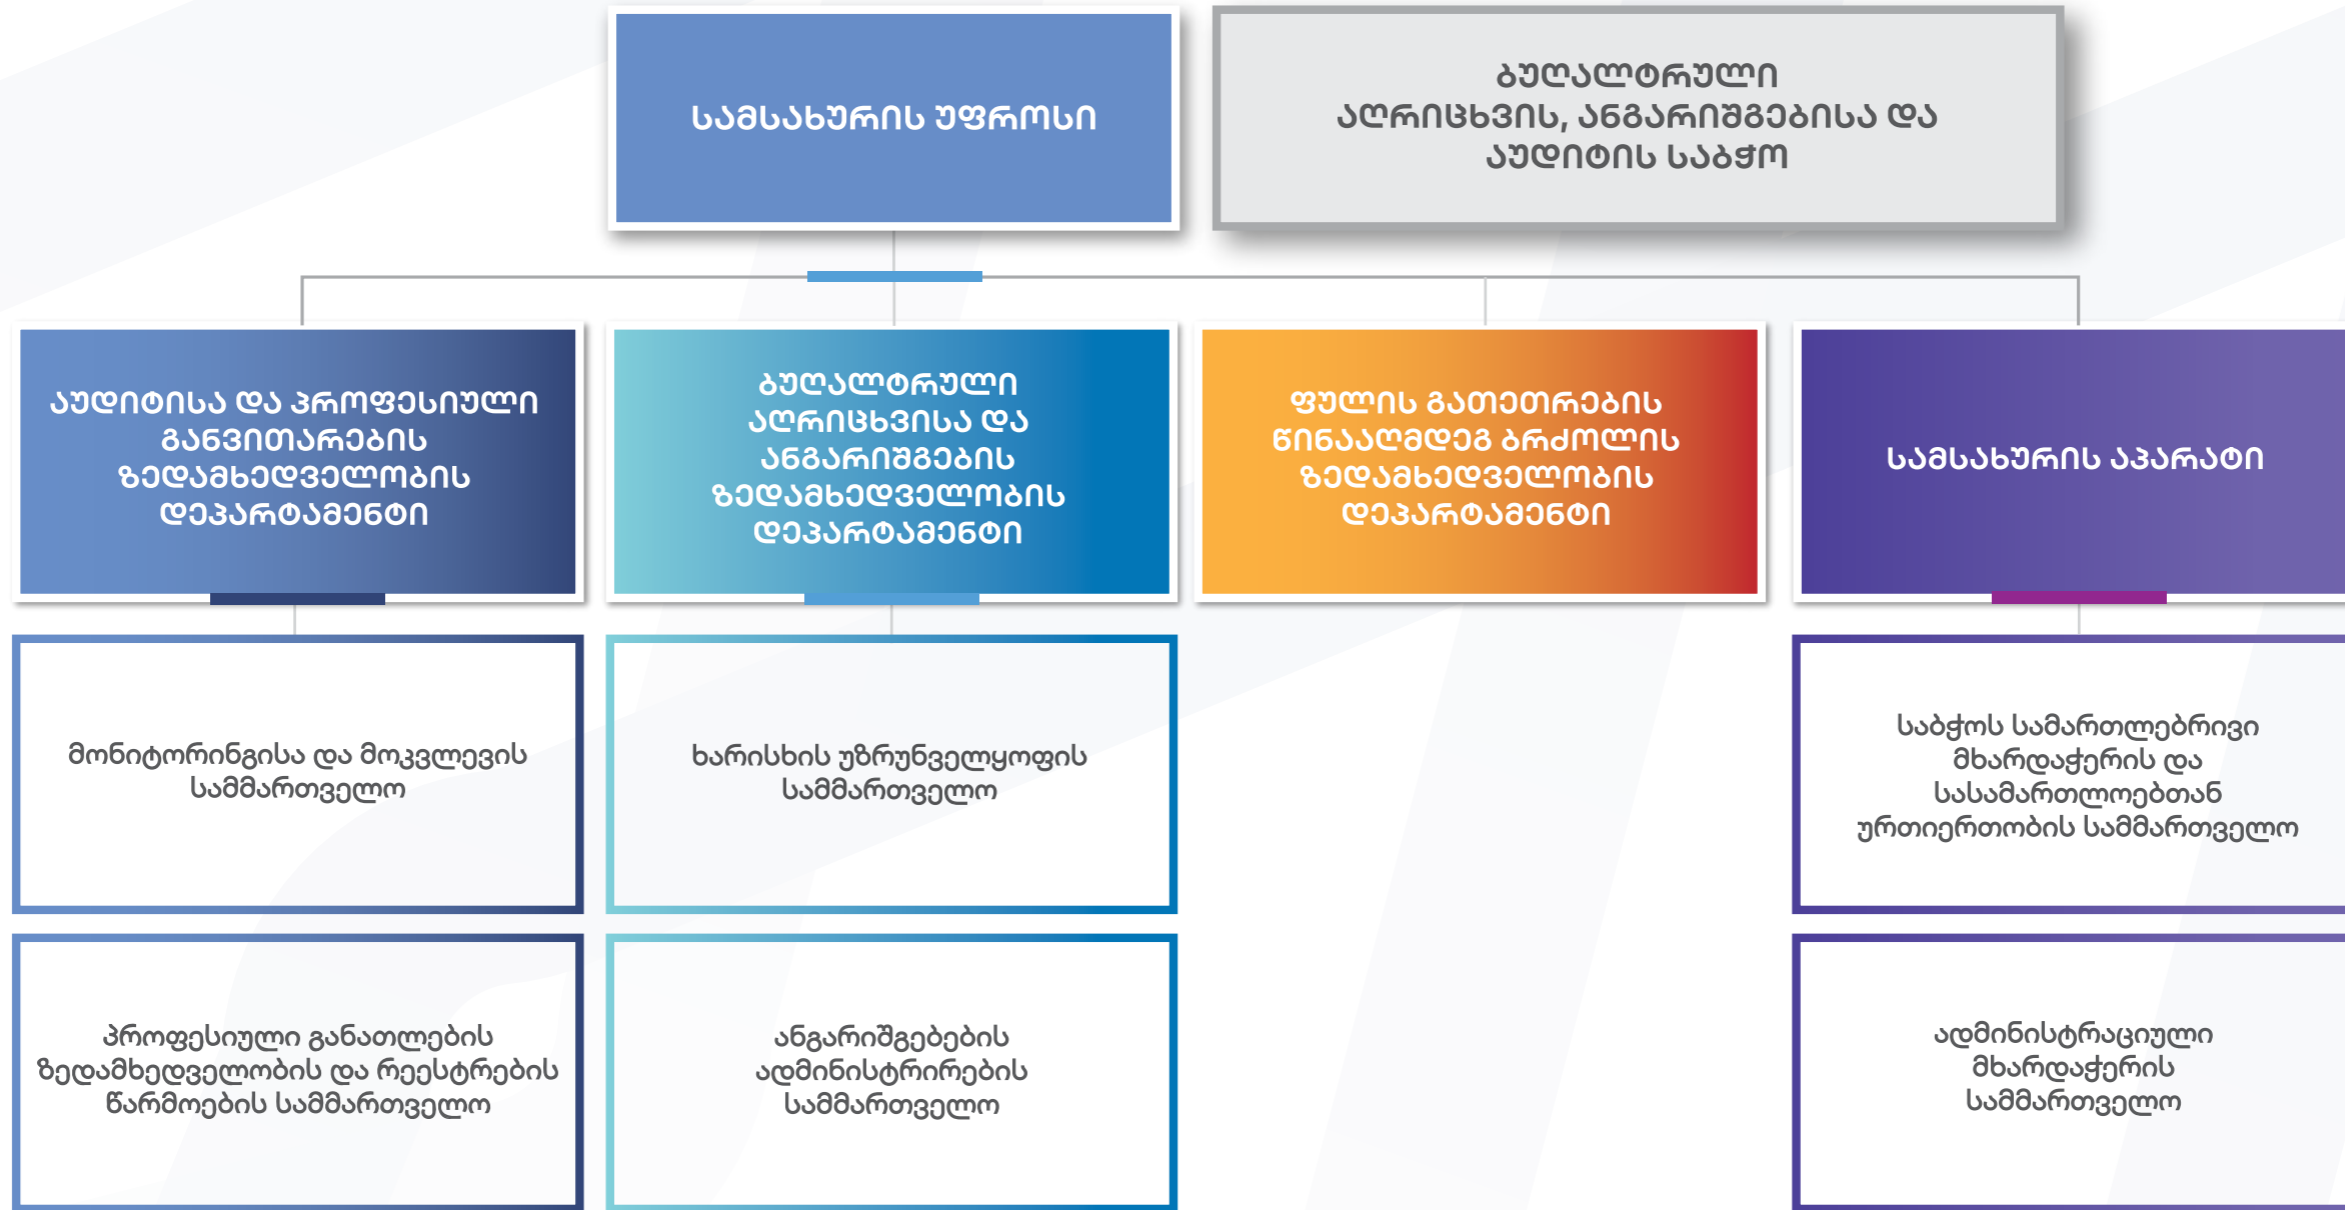 სამსახურის უფროსი
ბუღალტრული
აღრიცხვის, ანგარიშგებისა და
აუდიტის საბჭო
აუდიტისა და პროფესიული
განვითარების
ზედამხედველობის
დეპარტამენტი
ბუღალტრული
აღრიცხვისა და
ანგარიშგების
ზედამხედველობის
დეპარტამენტი
ფულის გათეთრების
წინააღმდეგ ბრძოლის
ზედამხედველობის
დეპარტამენტი
სამსახურის აპარატი
მონიტორინგისა და მოკვლევის
სამმართველო
ხარისხის უზრუნველყოფის
სამმართველო
საბჭოს სამართლებრივი
მხარდაჭერის და
სასამართლოებთან
ურთიერთობის სამმართველო
პროფესიული განათლების
ზედამხედველობის და რეესტრების
წარმოების სამმართველო
ანგარიშგებების
ადმინისტრირების
სამმართველო
ადმინისტრაციული
მხარდაჭერის
სამმართველო